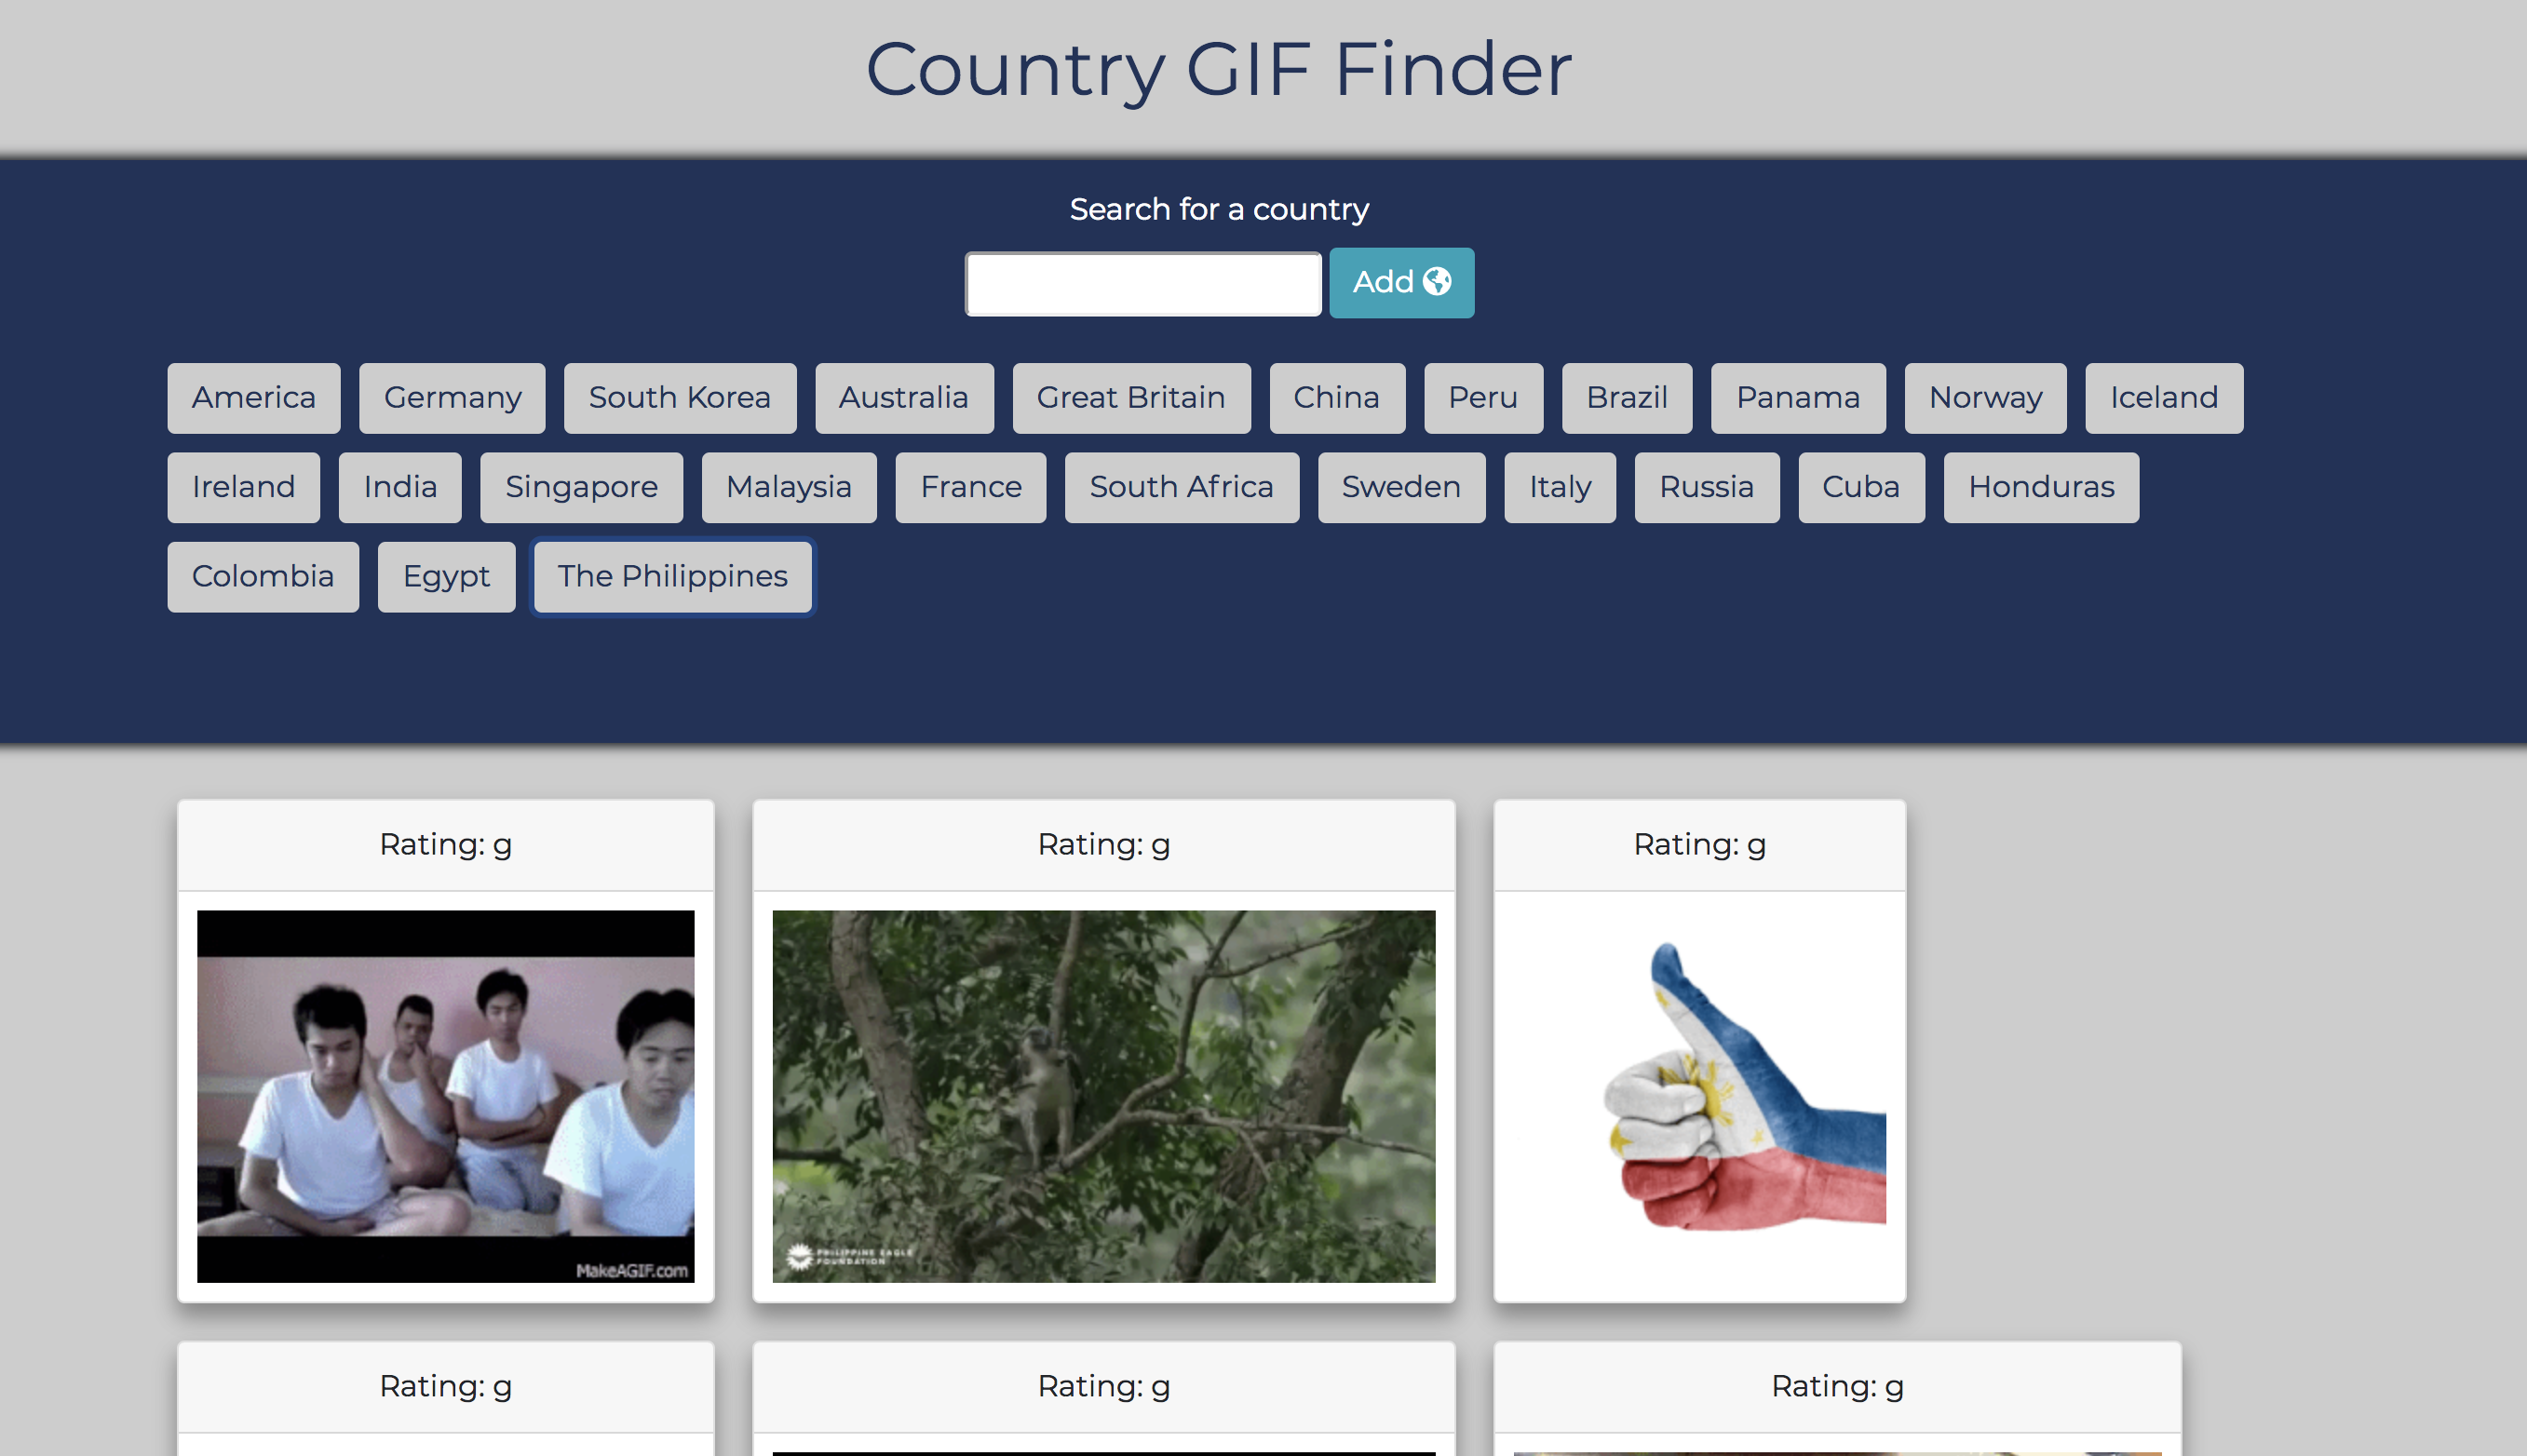 Country GIF Finder
Search for a country
Add
America Germany South Korea Australia Great Britain China Peru Brazil Panama Norway Iceland
Ireland India Singapore Malaysia France South Africa Sweden Italy Russia Cuba Honduras
Colombia Egypt The Philippines
Rating: g Rating: g Rating: g
MakeAGIF.com
PHILIPPINE EAGLE
FOUNDATION
Rating: g Rating: g Rating: g